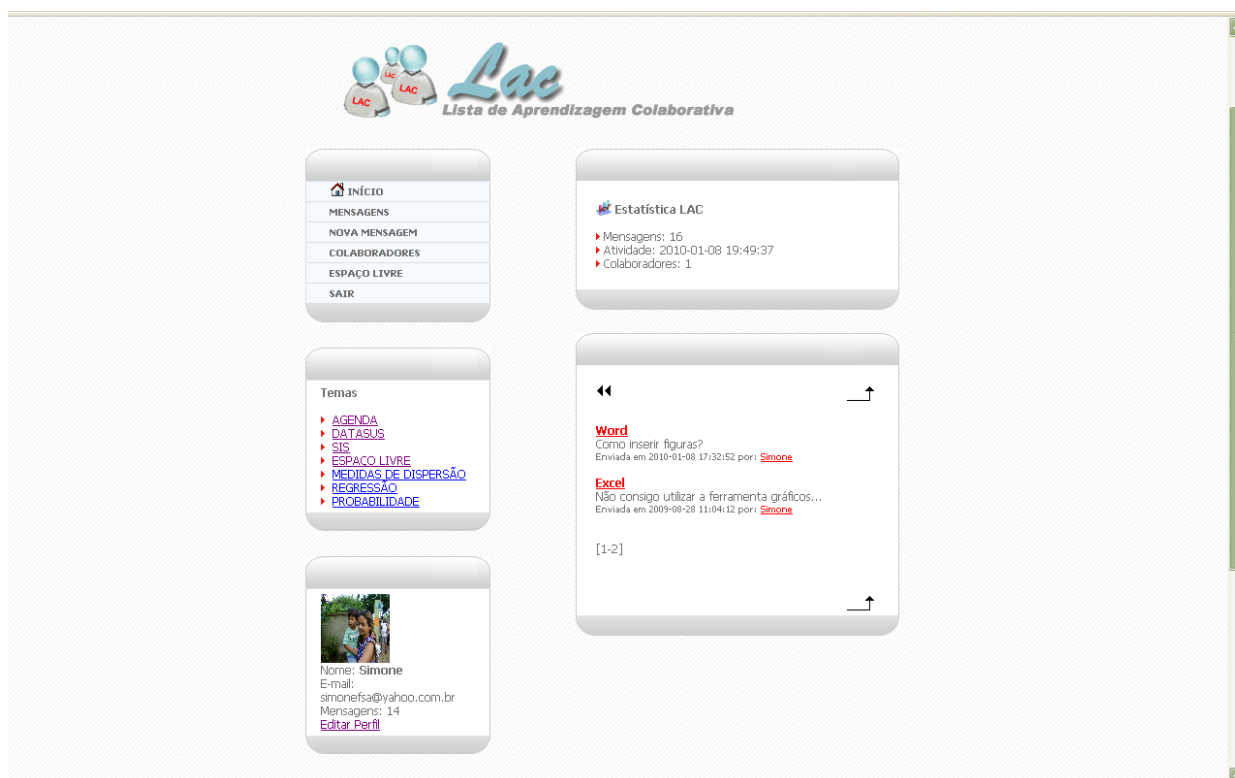 LAC
LAC
LAC
Lac
Lista de Aprendizagem Colaborativa
INÍCIO
MENSAGENS
NOVA MENSAGEM
COLABORADORES
ESPAÇO LIVRE
SAIR
Temas
AGENDA
DATASUS
SIS
ESPAÇO LIVRE
MEDIDAS DE DISPERSÃO
REGRESSÃO
PROBABILIDADE
Nome: Simone
E-mail:
simonefsa@yahoo.com.br
Mensagens: 14
Editar Perfil
Estatística LAC
Mensagens: 16
Atividade: 2010-01-08 19:49:37
Colaboradores: 1
Word
Como inserir figuras?
Enviada em 2010-01-08 17:32:52 por: Simone
Excel
Não consigo utilizar a ferramenta gráficos...
Enviada em 2009-08-28 11:04:12 por: Simone
[1-2]